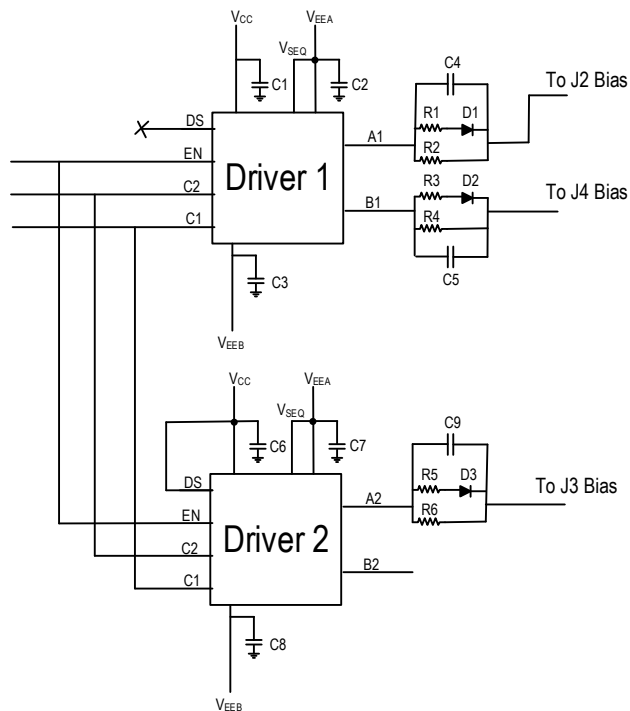 VCC
VEEA
VSEQ
C1
C2
C4
To J2 Bias
R1
D1
DS
A1
R2
EN
Driver 1
C2
R3
D2
To J4 Bias
B1
R4
C1
C3
C5
VEEB
VCC
VEEA
VSEQ
C6
C7
C9
DS
R5
D3
To J3 Bias
A2
R6
EN
Driver 2
C2
B2
C1
C8
VEEB